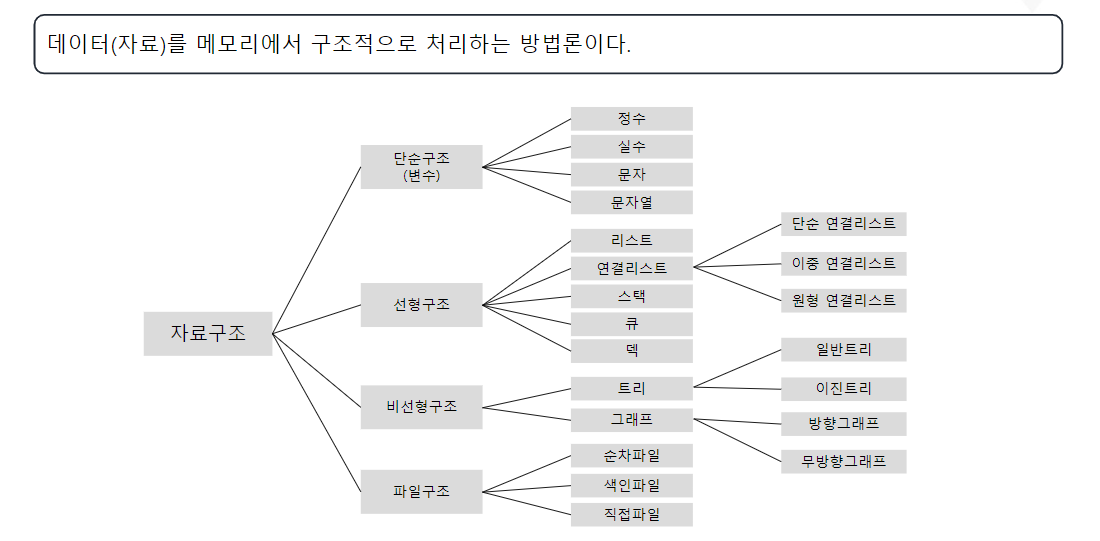 데이터(자료)를 메모리에서 구조적으로 처리하는 방법론이다.
자료구조
단순구조
(변수)
정수
실수
문자
문자열
선형구조
리스트
연결리스트
단순 연결리스트
이중 연결리스트
원형 연결리스트
스택
큐
덱
비선형구조
트리
일반트리
이진트리
그래프
방향그래프
무방향그래프
파일구조
순차파일
색인파일
직접파일